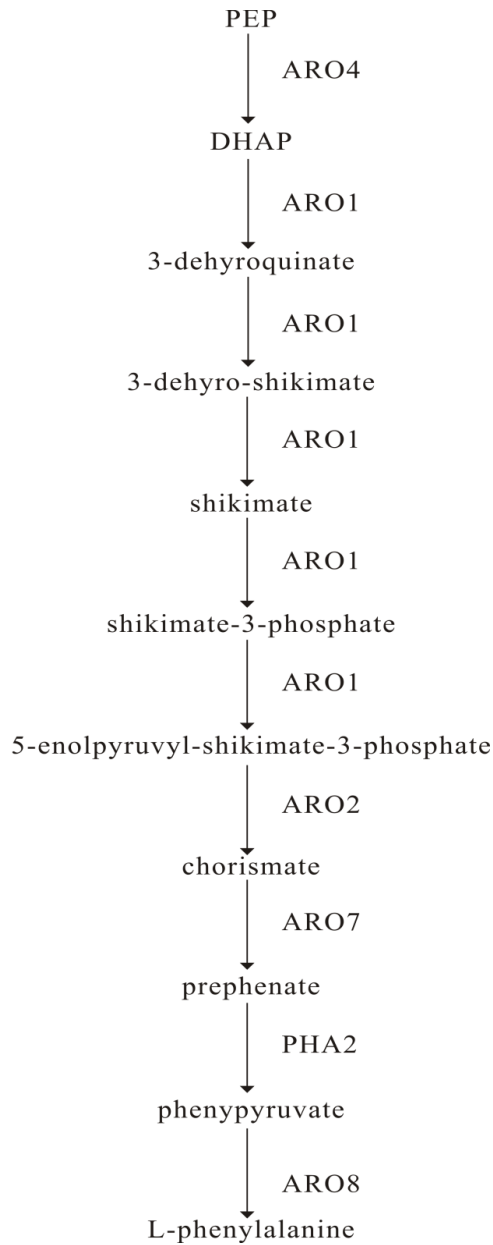 PEP
ARO4
DHAP
ARO1
3-dehyroquinate
ARO1
3-dehyro-shikimate
ARO1
shikimate
ARO1
shikimate-3-phosphate
ARO1
5-enolpyruvyl-shikimate-3-phosphate
ARO2
chorismate
ARO7
prephenate
PHA2
phenypyruvate
ARO8
L-phenylalanine